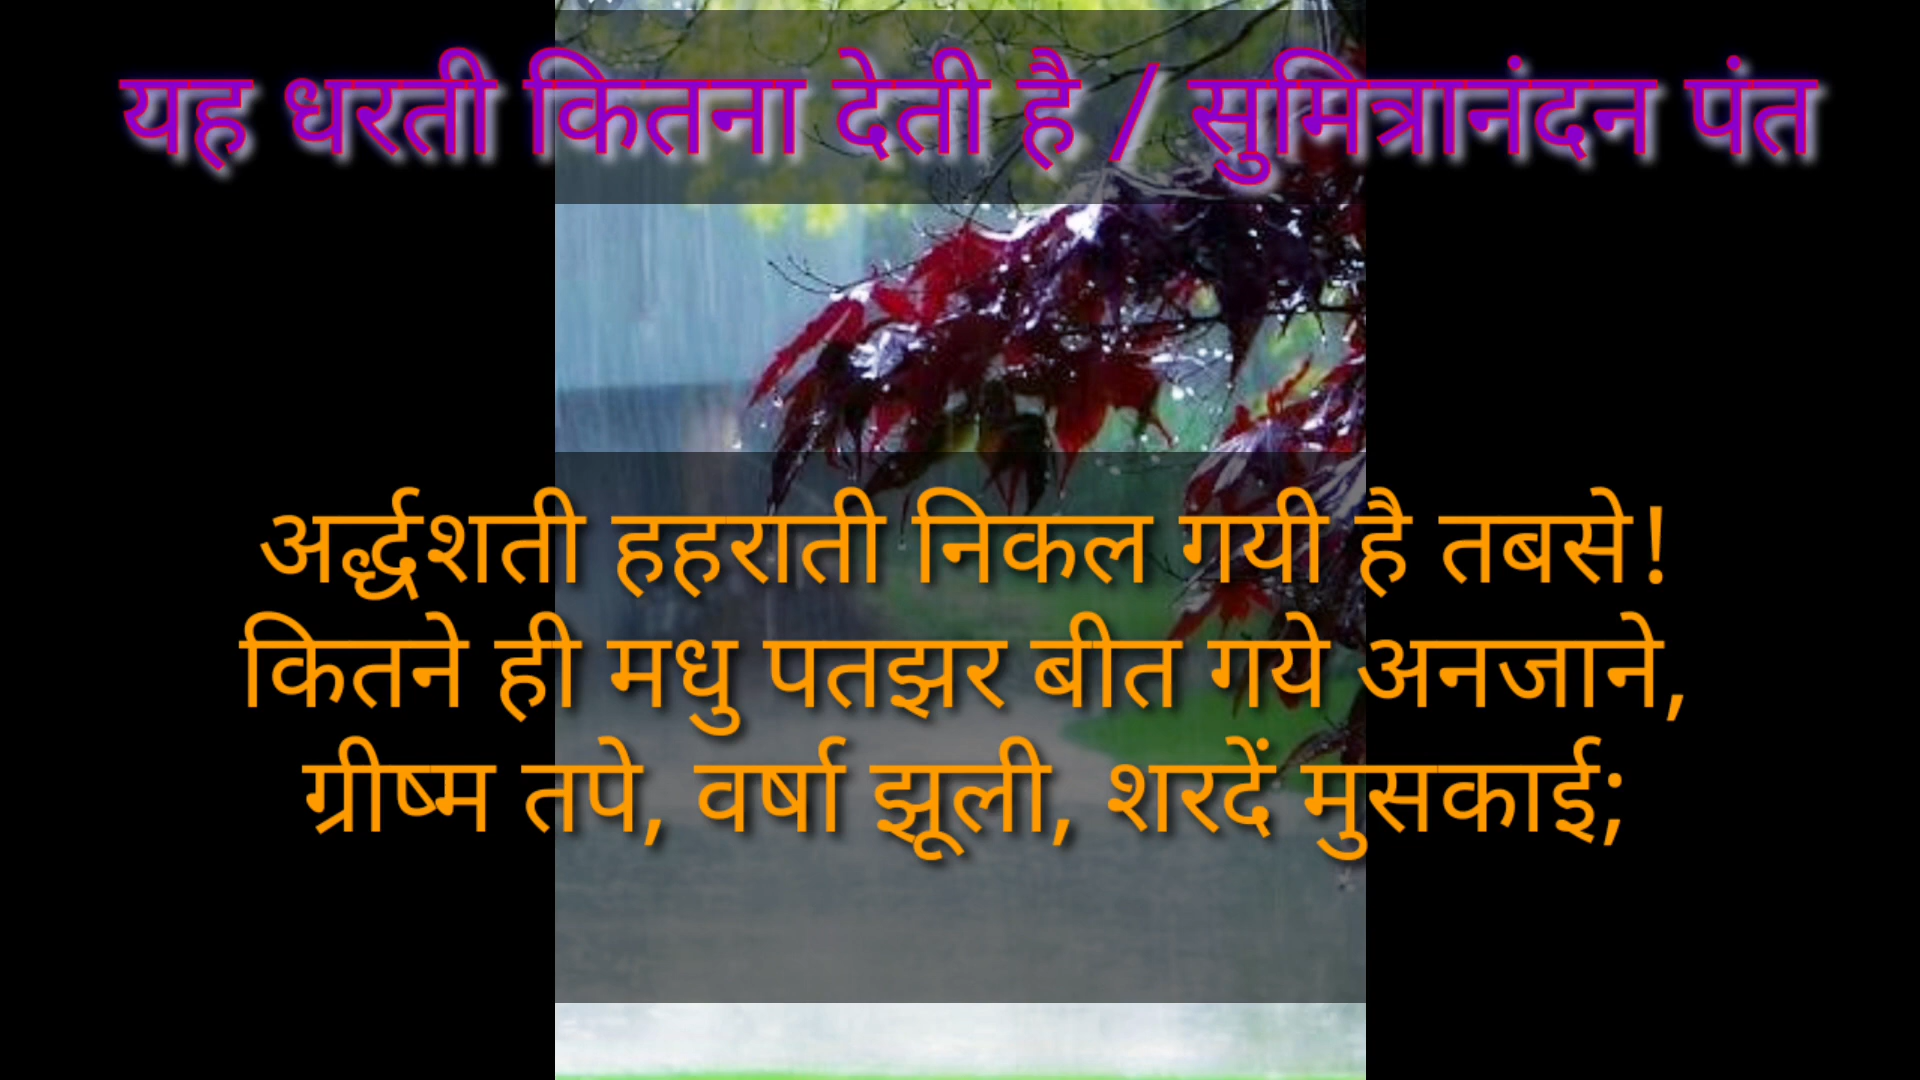 यह धरती कितना देती है / सुमित्रानंदन पंत
अर्द्धशती हहराती निकल गयी है तबसे!
कितने ही मधु पतझर बीत गये अनजाने,
ग्रीष्म तपे, वर्षा झूली, शरदें मुसकाई;